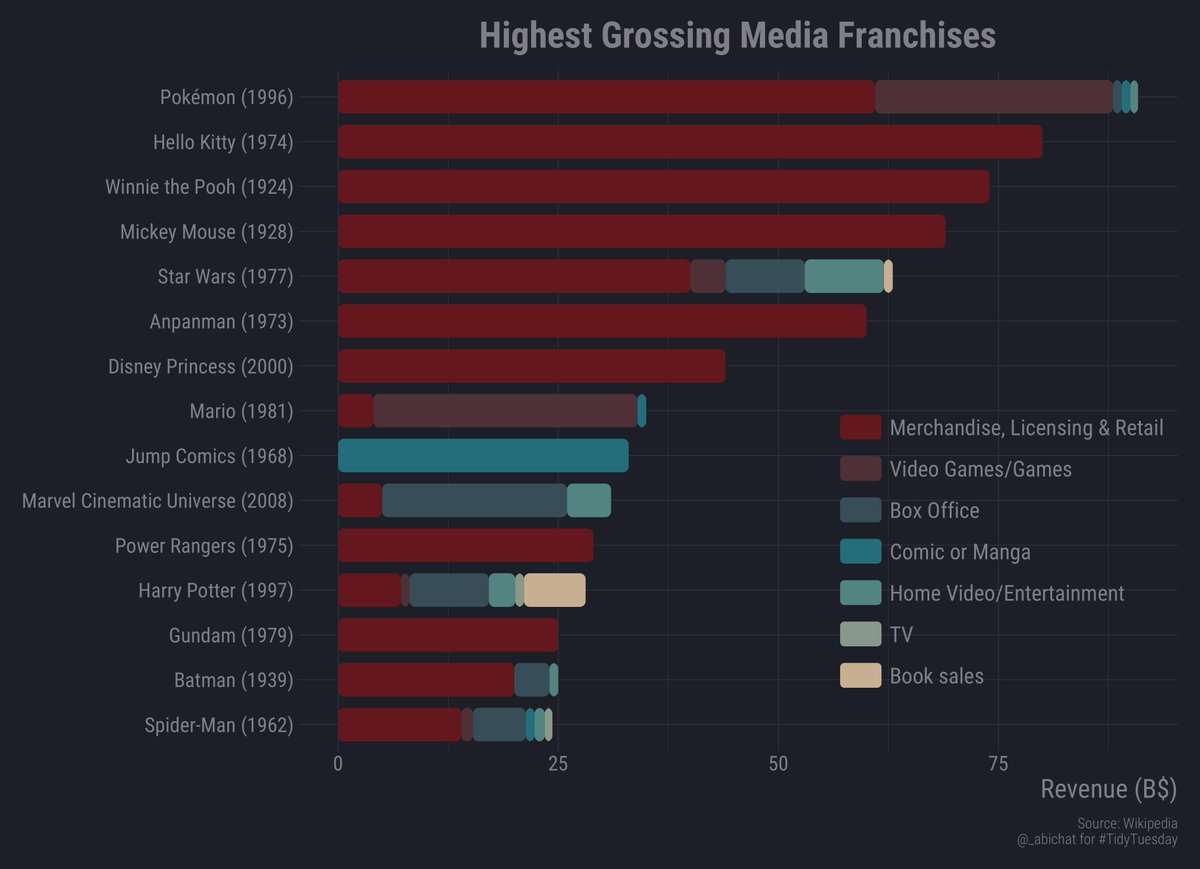 Highest Grossing Media Franchises
Pokémon (1996)
Hello Kitty (1974)
Winnie the Pooh (1924)
Mickey Mouse (1928)
Star Wars (1977)
Anpanman (1973)
Disney Princess (2000)
Mario (1981)
Jump Comics (1968)
Marvel Cinematic Universe (2008)
Power Rangers (1975)
Harry Potter (1997)
Gundam (1979)
Batman (1939)
Spider-Man (1962)
Merchandise, Licensing & Retail
Video Games/Games
Box Office
Comic or Manga
Home Video/Entertainment
TV
Book sales
0 25 50 75
Revenue (B$)
Source: Wikipedia
@_abichat for #TidyTuesday